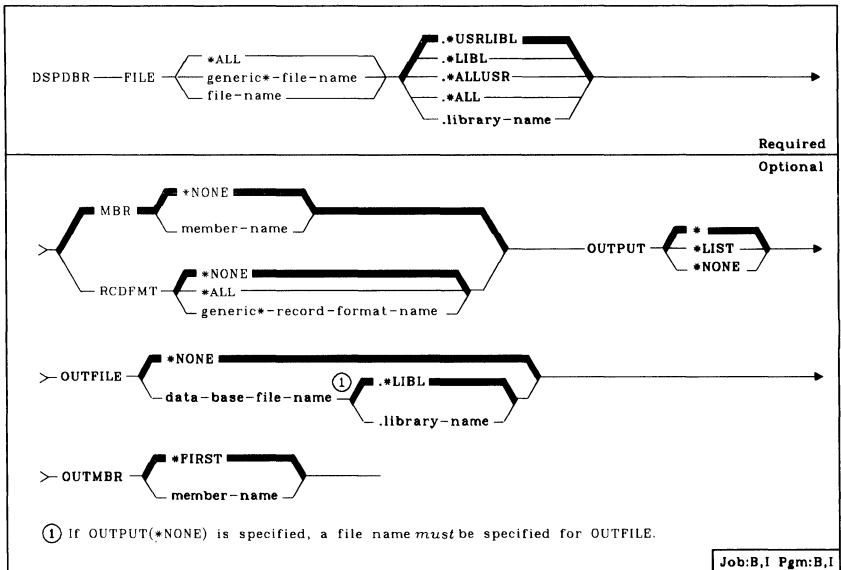 *ALL
DSPDBR FILE generic*-file-name
file-name
.*USRLIBL
.*LIBL
.*ALLUSR
.*ALL
.library-name
Required
Optional
MBR *NONE
member-name
RCDFMT *NONE
*ALL
generic*-record-format-name
OUTPUT *
*LIST
*NONE
OUTFILE *NONE
data-base-file-name ① .*LIBL
.library-name
OUTMBR *FIRST
member-name
① If OUTPUT(*NONE) is specified, a file name must be specified for OUTFILE.
Job:B,I Pgm:B,I